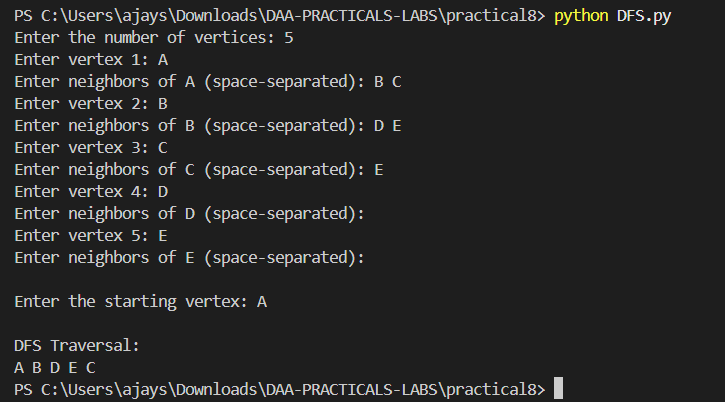 PS C:\Users\ajays\Downloads\DAA-PRACTICALS-LABS\practical8> python DFS.py
Enter the number of vertices: 5
Enter vertex 1: A
Enter neighbors of A (space-separated): B C
Enter vertex 2: B
Enter neighbors of B (space-separated): D E
Enter vertex 3: C
Enter neighbors of C (space-separated): E
Enter vertex 4: D
Enter neighbors of D (space-separated):
Enter vertex 5: E
Enter neighbors of E (space-separated):
Enter the starting vertex: A
DFS Traversal:
A B D E C
PS C:\Users\ajays\Downloads\DAA-PRACTICALS-LABS\practical8>